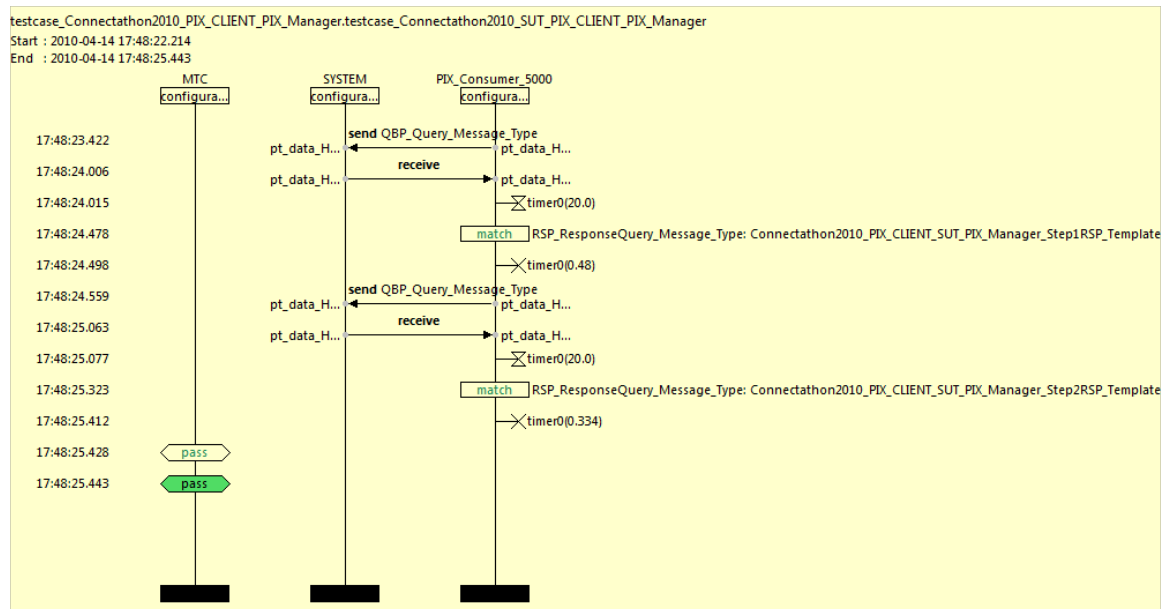 testcase_Connectathon2010_PIX_CLIENT_PIX_Manager.testcase_Connectathon2010_SUT_PIX_CLIENT_PIX_Manager
Start : 2010-04-14 17:48:22.214
End : 2010-04-14 17:48:25.443
MTC SYSTEM PIX_Consumer_5000
configura... configura... configura...
send QBP_Query_Message_Type
17:48:23.422 pt_data_H... pt_data_H...
receive
17:48:24.006 pt_data_H... pt_data_H...
17:48:24.015 timer0(20.0)
17:48:24.478 match RSP_ResponseQuery_Message_Type: Connectathon2010_PIX_CLIENT_SUT_PIX_Manager_Step1RSP_Template
17:48:24.498 timer0(0.48)
send QBP_Query_Message_Type
17:48:24.559 pt_data_H... pt_data_H...
receive
17:48:25.063 pt_data_H... pt_data_H...
17:48:25.077 timer0(20.0)
17:48:25.323 match RSP_ResponseQuery_Message_Type: Connectathon2010_PIX_CLIENT_SUT_PIX_Manager_Step2RSP_Template
17:48:25.412 timer0(0.334)
17:48:25.428 pass
17:48:25.443 pass